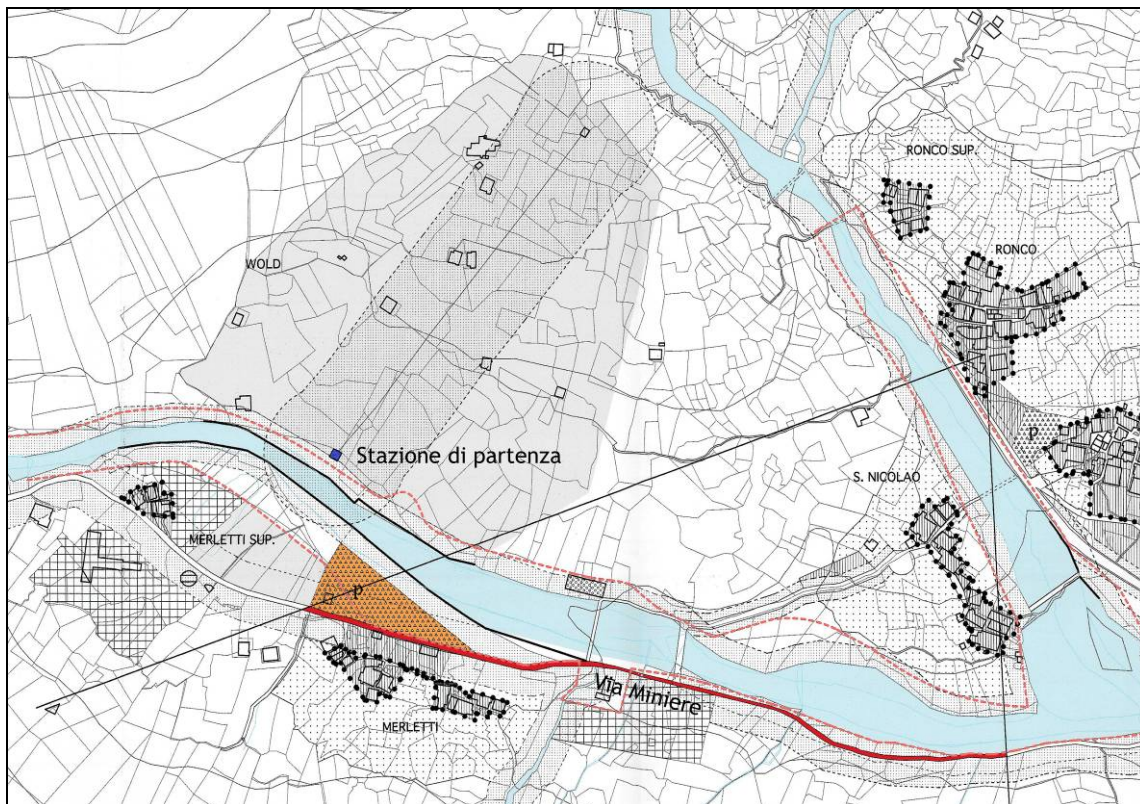 RONCO SUP.
RONCO
WOLD
P
Stazione di partenza
S. NICOLAO
MERLETTI SUP.
P
Via Miniere
MERLETTI